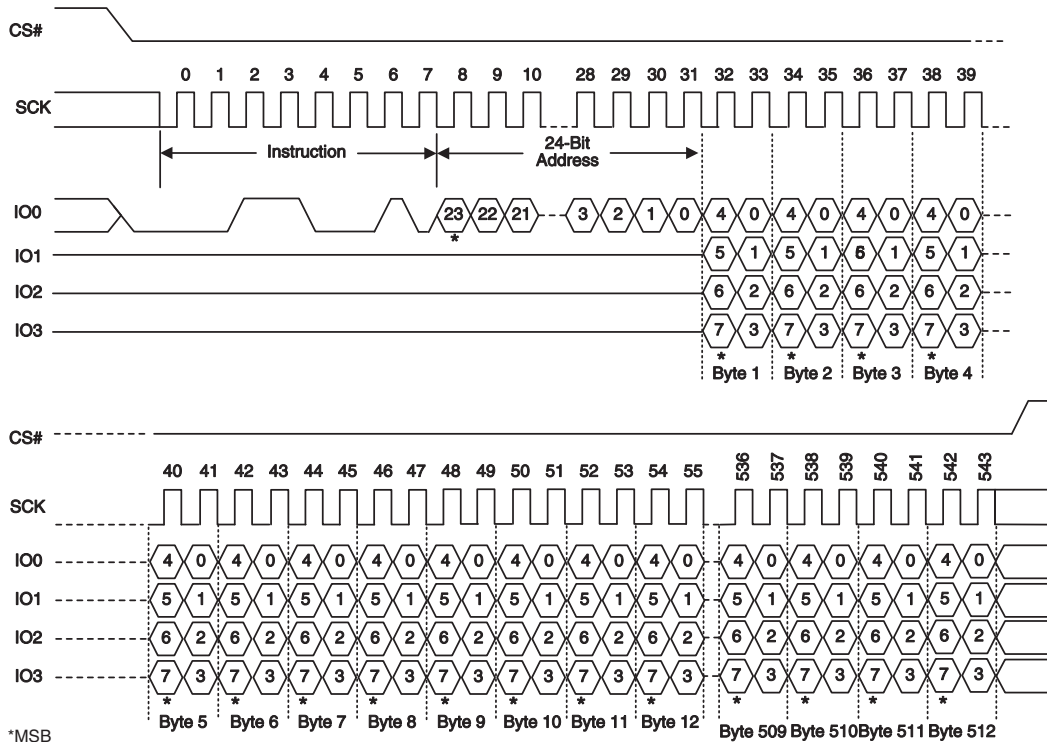 CS#
0 1 2 3 4 5 6 7 8 9 10 28 29 30 31 32 33 34 35 36 37 38 39
SCK
Instruction
24-Bit
Address
IO0 23 22 21 3 2 1 0 4 0 4 0 4 0 4 0
*
IO1 5 1 5 1 6 1 5 1
IO2 6 2 6 2 6 2 6 2
IO3 7 3 7 3 7 3 7 3
* * * *
Byte 1 Byte 2 Byte 3 Byte 4
CS#
40 41 42 43 44 45 46 47 48 49 50 51 52 53 54 55 536 537 538 539 540 541 542 543
SCK
IO0 4 0 4 0 4 0 4 0 4 0 4 0 4 0 4 0 4 0 4 0 4 0 4 0
IO1 5 1 5 1 5 1 5 1 5 1 5 1 5 1 5 1 5 1 5 1 5 1 5 1
IO2 6 2 6 2 6 2 6 2 6 2 6 2 6 2 6 2 6 2 6 2 6 2 6 2
IO3 7 3 7 3 7 3 7 3 7 3 7 3 7 3 7 3 7 3 7 3 7 3 7 3
* * * * * * * * * * * *
Byte 5 Byte 6 Byte 7 Byte 8 Byte 9 Byte 10 Byte 11 Byte 12 Byte 509 Byte 510 Byte 511 Byte 512
*MSB